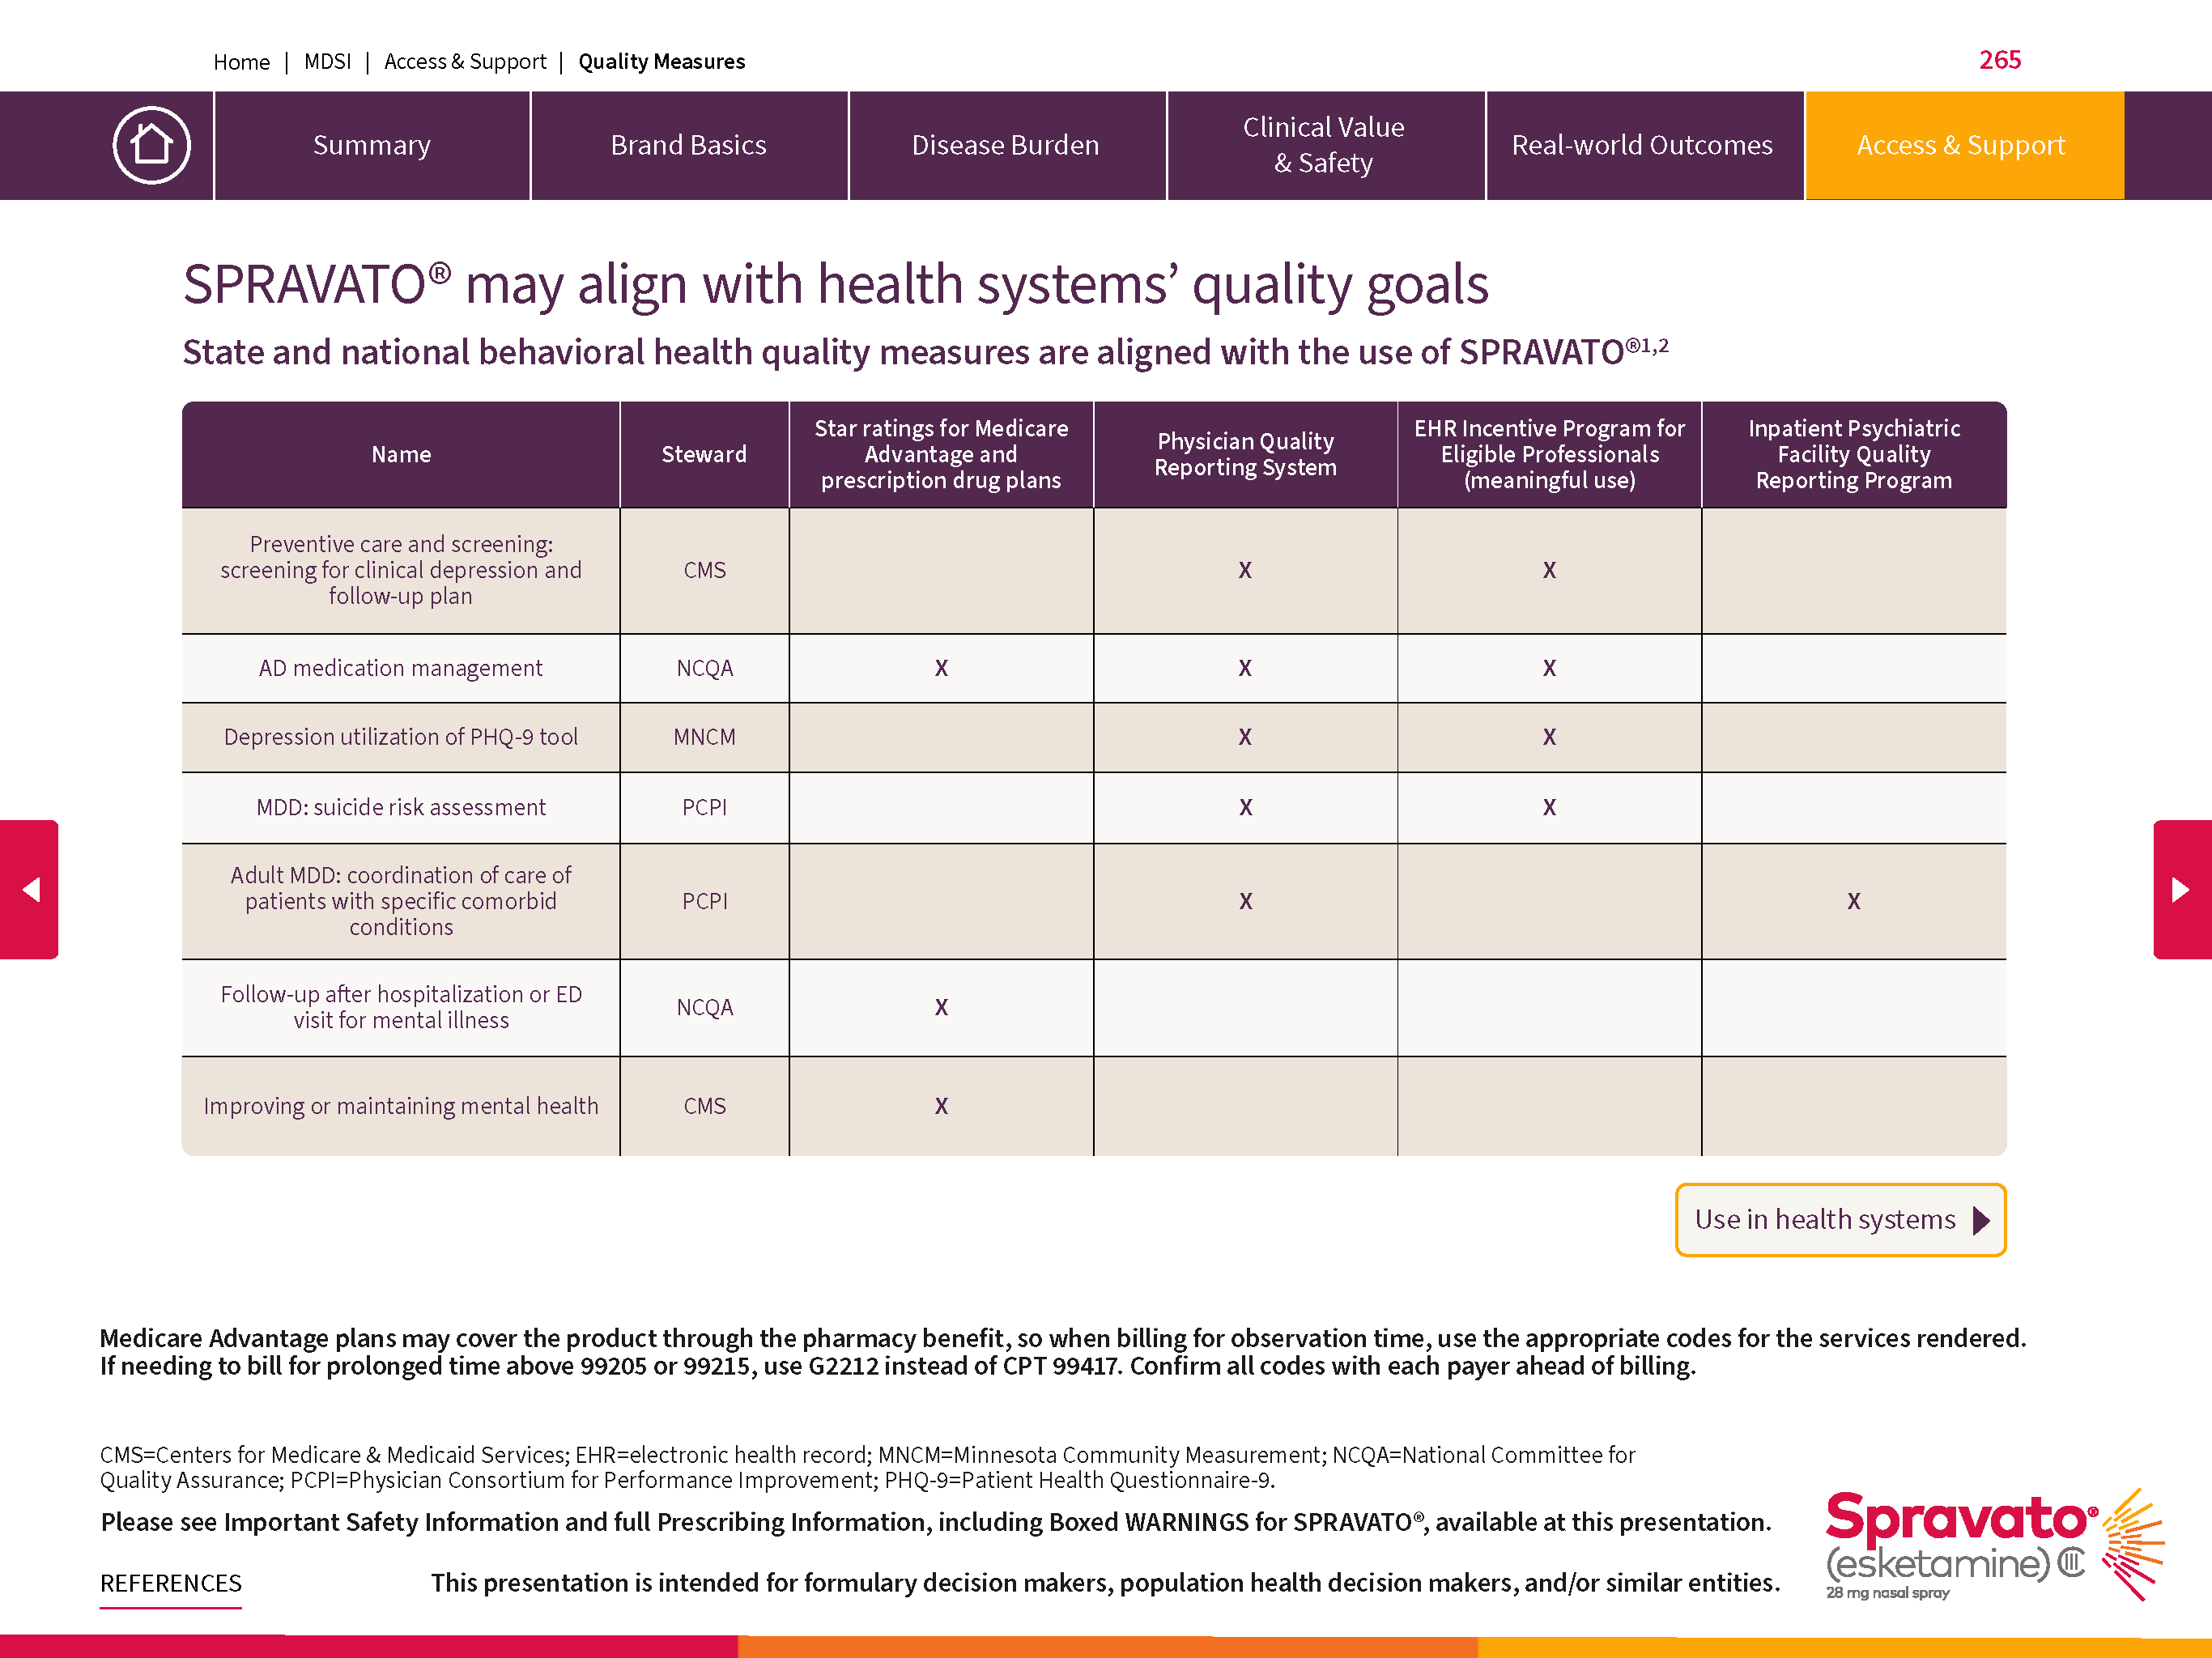 Home | MDSI | Access & Support | Quality Measures
265
Summary
Brand Basics
Disease Burden
Clinical Value
& Safety
Real-world Outcomes
Access & Support
SPRAVATO® may align with health systems’ quality goals
State and national behavioral health quality measures are aligned with the use of SPRAVATO®1,2
Name
Steward
Star ratings for Medicare
Advantage and
prescription drug plans
Physician Quality
Reporting System
EHR Incentive Program for
Eligible Professionals
(meaningful use)
Inpatient Psychiatric
Facility Quality
Reporting Program
Preventive care and screening:
screening for clinical depression and
follow-up plan
CMS
X
X
AD medication management
NCQA
X
X
X
Depression utilization of PHQ-9 tool
MNCM
X
X
MDD: suicide risk assessment
PCPI
X
X
Adult MDD: coordination of care of
patients with specific comorbid
conditions
PCPI
X
X
Follow-up after hospitalization or ED
visit for mental illness
NCQA
X
Improving or maintaining mental health
CMS
X
Use in health systems
Medicare Advantage plans may cover the product through the pharmacy benefit, so when billing for observation time, use the appropriate codes for the services rendered.
If needing to bill for prolonged time above 99205 or 99215, use G2212 instead of CPT 99417. Confirm all codes with each payer ahead of billing.
CMS=Centers for Medicare & Medicaid Services; EHR=electronic health record; MNCM=Minnesota Community Measurement; NCQA=National Committee for
Quality Assurance; PCPI=Physician Consortium for Performance Improvement; PHQ-9=Patient Health Questionnaire-9.
Please see Important Safety Information and full Prescribing Information, including Boxed WARNINGS for SPRAVATO®, available at this presentation.
REFERENCES
This presentation is intended for formulary decision makers, population health decision makers, and/or similar entities.
Spravato®
(esketamine) CIII
28 mg nasal spray